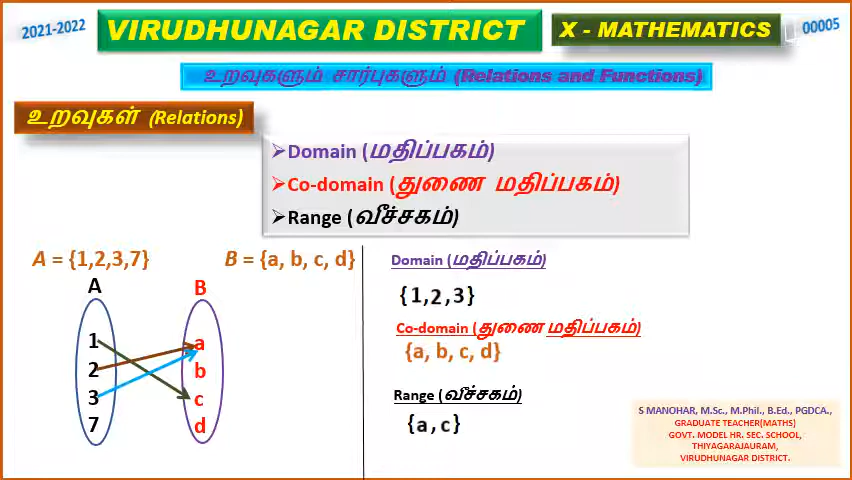 2021-2022
VIRUDHUNAGAR DISTRICT
X - MATHEMATICS
00005
உறவுகளும் சார்புகளும் (Relations and Functions)
உறவுகள் (Relations)
➢Domain (மதிப்பகம்)
➢Co-domain (துணை மதிப்பகம்)
➢Range (வீச்சகம்)
A = {1,2,3,7}
B = {a, b, c, d}
A
B
1
2
3
7
a
b
c
d
Domain (மதிப்பகம்)
{1,2,3}
Co-domain (துணை மதிப்பகம்)
{a, b, c, d}
Range (வீச்சகம்)
{a,c}
S MANOHAR, M.Sc., M.Phil., B.Ed., PGDCA.,
GRADUATE TEACHER(MATHS)
GOVT. MODEL HR. SEC. SCHOOL,
THIYAGARAJAURAM,
VIRUDHUNAGAR DISTRICT.